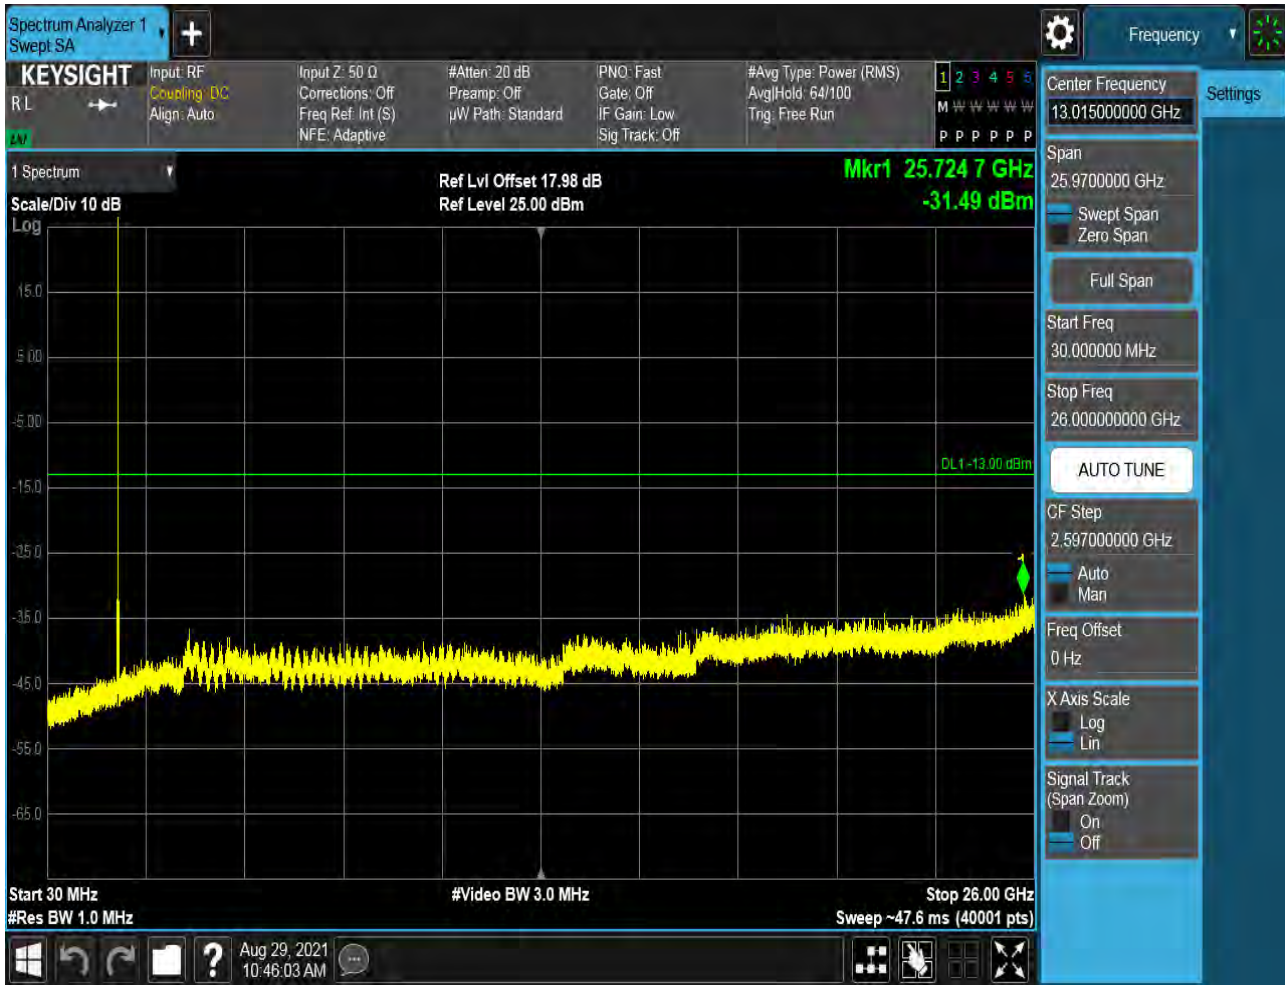 Spectrum Analyzer 1
Swept SA
Frequency
KEYSIGHT
R L
LNI
Input: RF
Coupling: DC
Align: Auto
Input Z: 50 Ω
Corrections: Off
Freq Ref: Int (S)
NFE: Adaptive
#Atten: 20 dB
Preamp: Off
µW Path: Standard
PNO: Fast
Gate: Off
IF Gain: Low
Sig Track: Off
#Avg Type: Power (RMS)
Avg|Hold: 64/100
Trig: Free Run
1 2 3 4 5 6
M W W W W W
P P P P P P
1 Spectrum
Scale/Div 10 dB
Ref Lvl Offset 17.98 dB
Ref Level 25.00 dBm
Mkr1 25.724 7 GHz
-31.49 dBm
Log
15.0
5.00
-5.00
-15.0
-25.0
-35.0
-45.0
-55.0
-65.0
DL1 -13.00 dBm
1
Start 30 MHz
#Res BW 1.0 MHz
#Video BW 3.0 MHz
Stop 26.00 GHz
Sweep ~47.6 ms (40001 pts)
Aug 29, 2021
10:46:03 AM
Center Frequency
13.015000000 GHz
Settings
Span
25.9700000 GHz
Swept Span
Zero Span
Full Span
Start Freq
30.000000 MHz
Stop Freq
26.000000000 GHz
AUTO TUNE
CF Step
2.597000000 GHz
Auto
Man
Freq Offset
0 Hz
X Axis Scale
Log
Lin
Signal Track
(Span Zoom)
On
Off